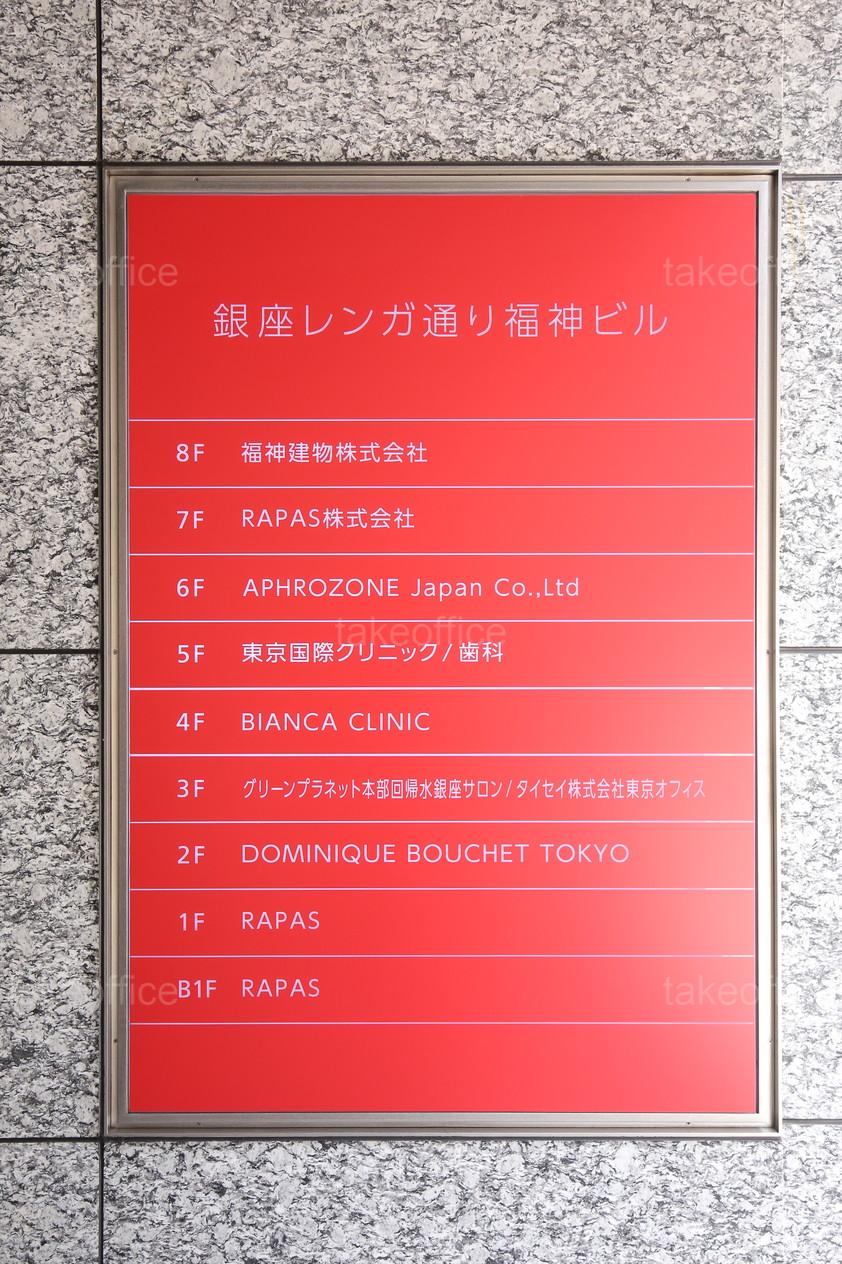 銀座レンガ通り福神ビル
8F 福神建物株式会社
7F RAPAS株式会社
6F APHROZONE Japan Co.,Ltd
5F 東京国際クリニック/歯科
4F BIANCA CLINIC
3F グリーンプラネット本部回帰水銀座サロン/タイセイ株式会社東京オフィス
2F DOMINIQUE BOUCHET TOKYO
1F RAPAS
B1F RAPAS
takeoffice